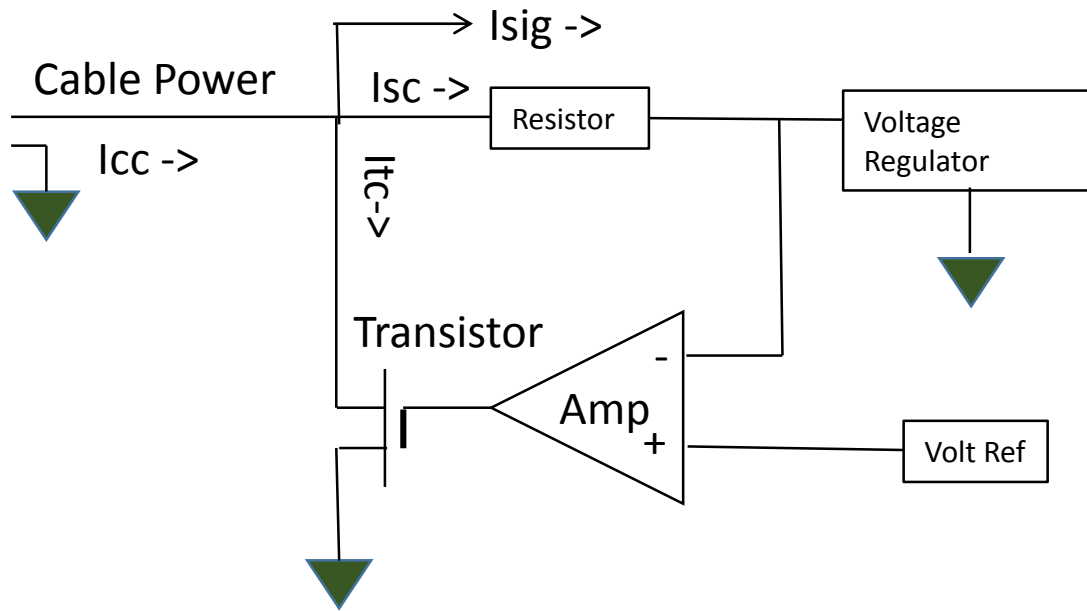 Isig ->
Cable Power
Isc ->
Resistor
Voltage
Regulator
Icc ->
Itc->
Transistor
-
Amp
+
Volt Ref